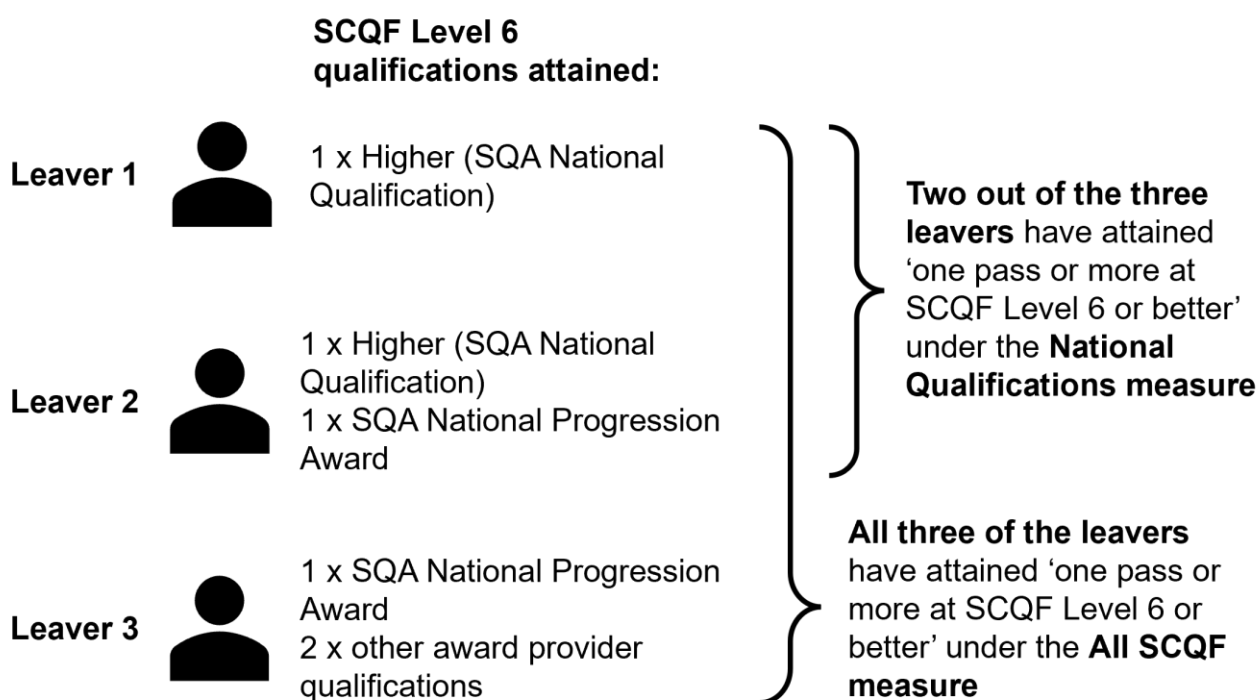 SCQF Level 6
qualifications attained:
Leaver 1
1 x Higher (SQA National
Qualification)
Leaver 2
1 x Higher (SQA National
Qualification)
1 x SQA National Progression
Award
Leaver 3
1 x SQA National Progression
Award
2 x other award provider
qualifications
Two out of the three
leavers have attained
‘one pass or more at
SCQF Level 6 or better’
under the National
Qualifications measure
All three of the leavers
have attained ‘one pass or
more at SCQF Level 6 or
better’ under the All SCQF
measure